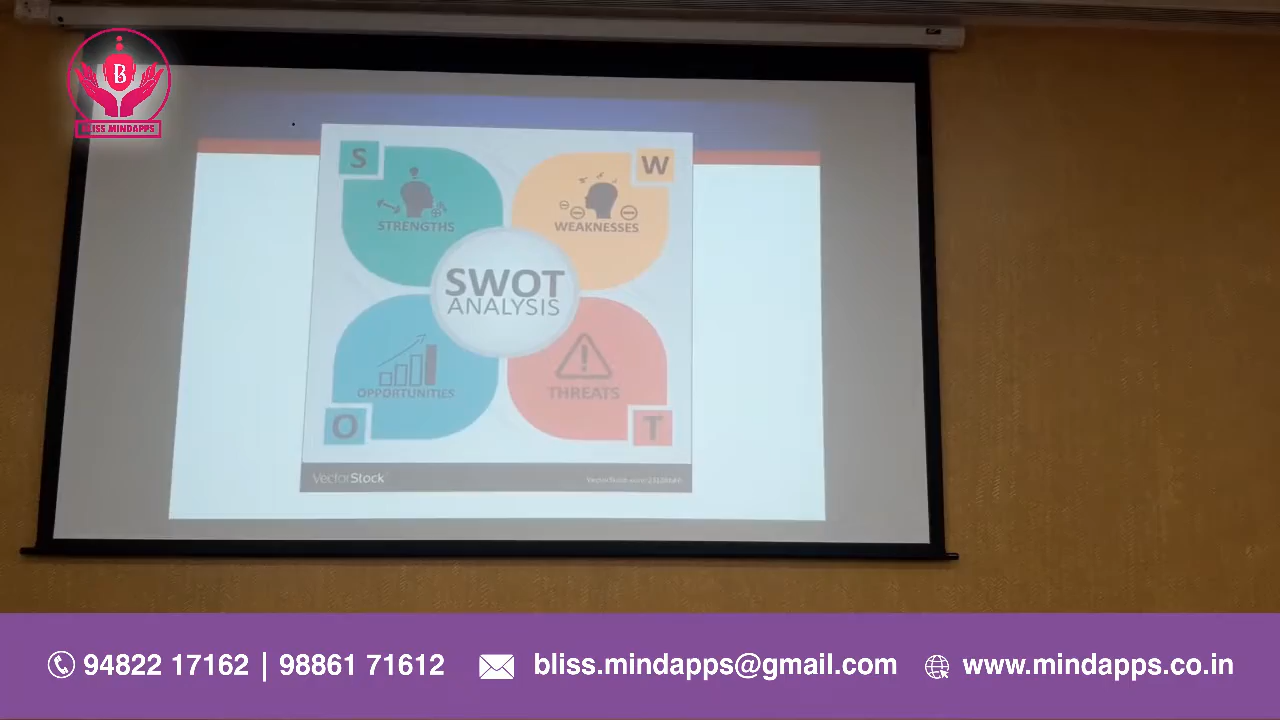 B
BLISS MINDAPPS
S
W
STRENGTHS
WEAKNESSES
SWOT
ANALYSIS
OPPORTUNITIES
THREATS
O
T
VectorStock
94822 17162 | 98861 71612
bliss.mindapps@gmail.com
www.mindapps.co.in